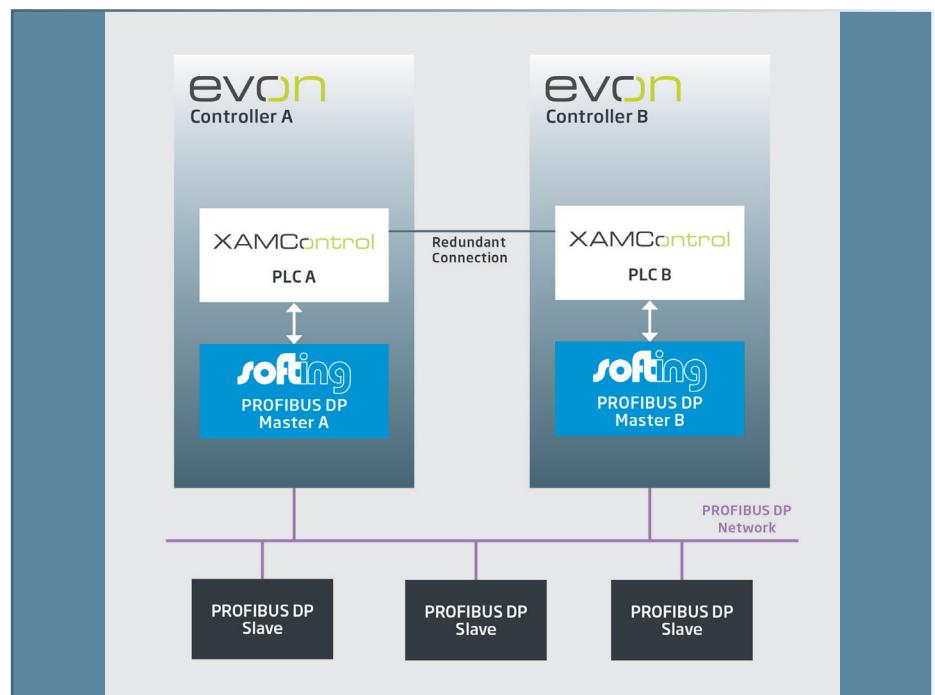 evon
Controller A
XAMControl
PLC A
softing
PROFIBUS DP
Master A
Redundant
Connection
evon
Controller B
XAMControl
PLC B
softing
PROFIBUS DP
Master B
PROFIBUS DP
Network
PROFIBUS DP
Slave
PROFIBUS DP
Slave
PROFIBUS DP
Slave